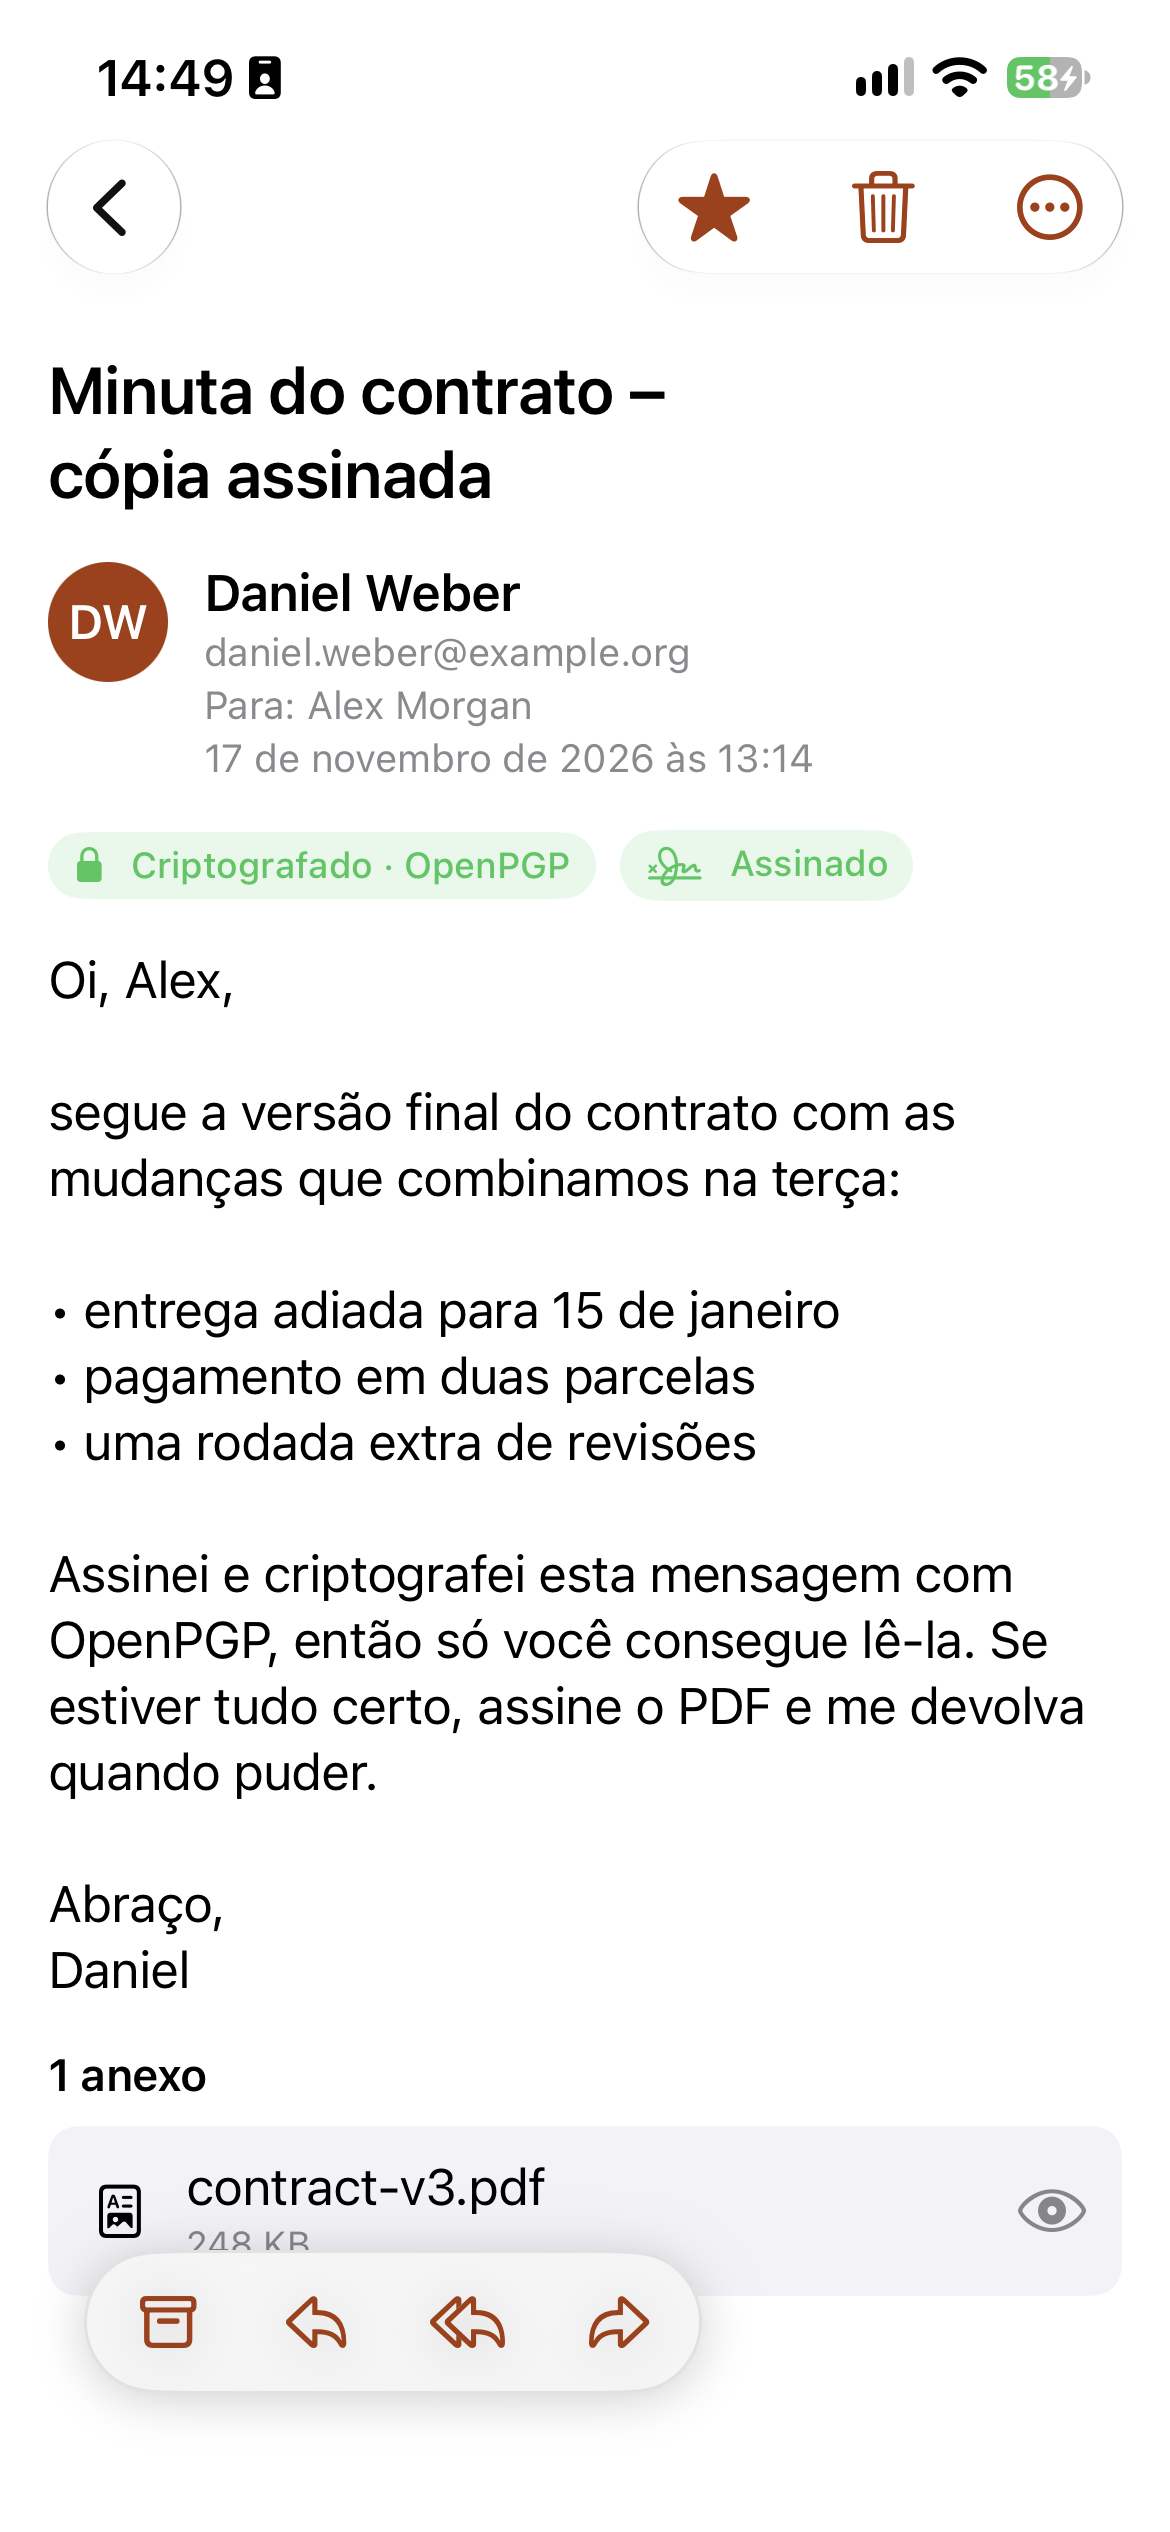 14:49
58
Minuta do contrato –
cópia assinada
DW
Daniel Weber
daniel.weber@example.org
Para: Alex Morgan
17 de novembro de 2026 às 13:14
Criptografado · OpenPGP
Assinado
Oi, Alex,
segue a versão final do contrato com as
mudanças que combinamos na terça:
• entrega adiada para 15 de janeiro
• pagamento em duas parcelas
• uma rodada extra de revisões
Assinei e criptografei esta mensagem com
OpenPGP, então só você consegue lê-la. Se
estiver tudo certo, assine o PDF e me devolva
quando puder.
Abraço,
Daniel
1 anexo
contract-v3.pdf
248 KB